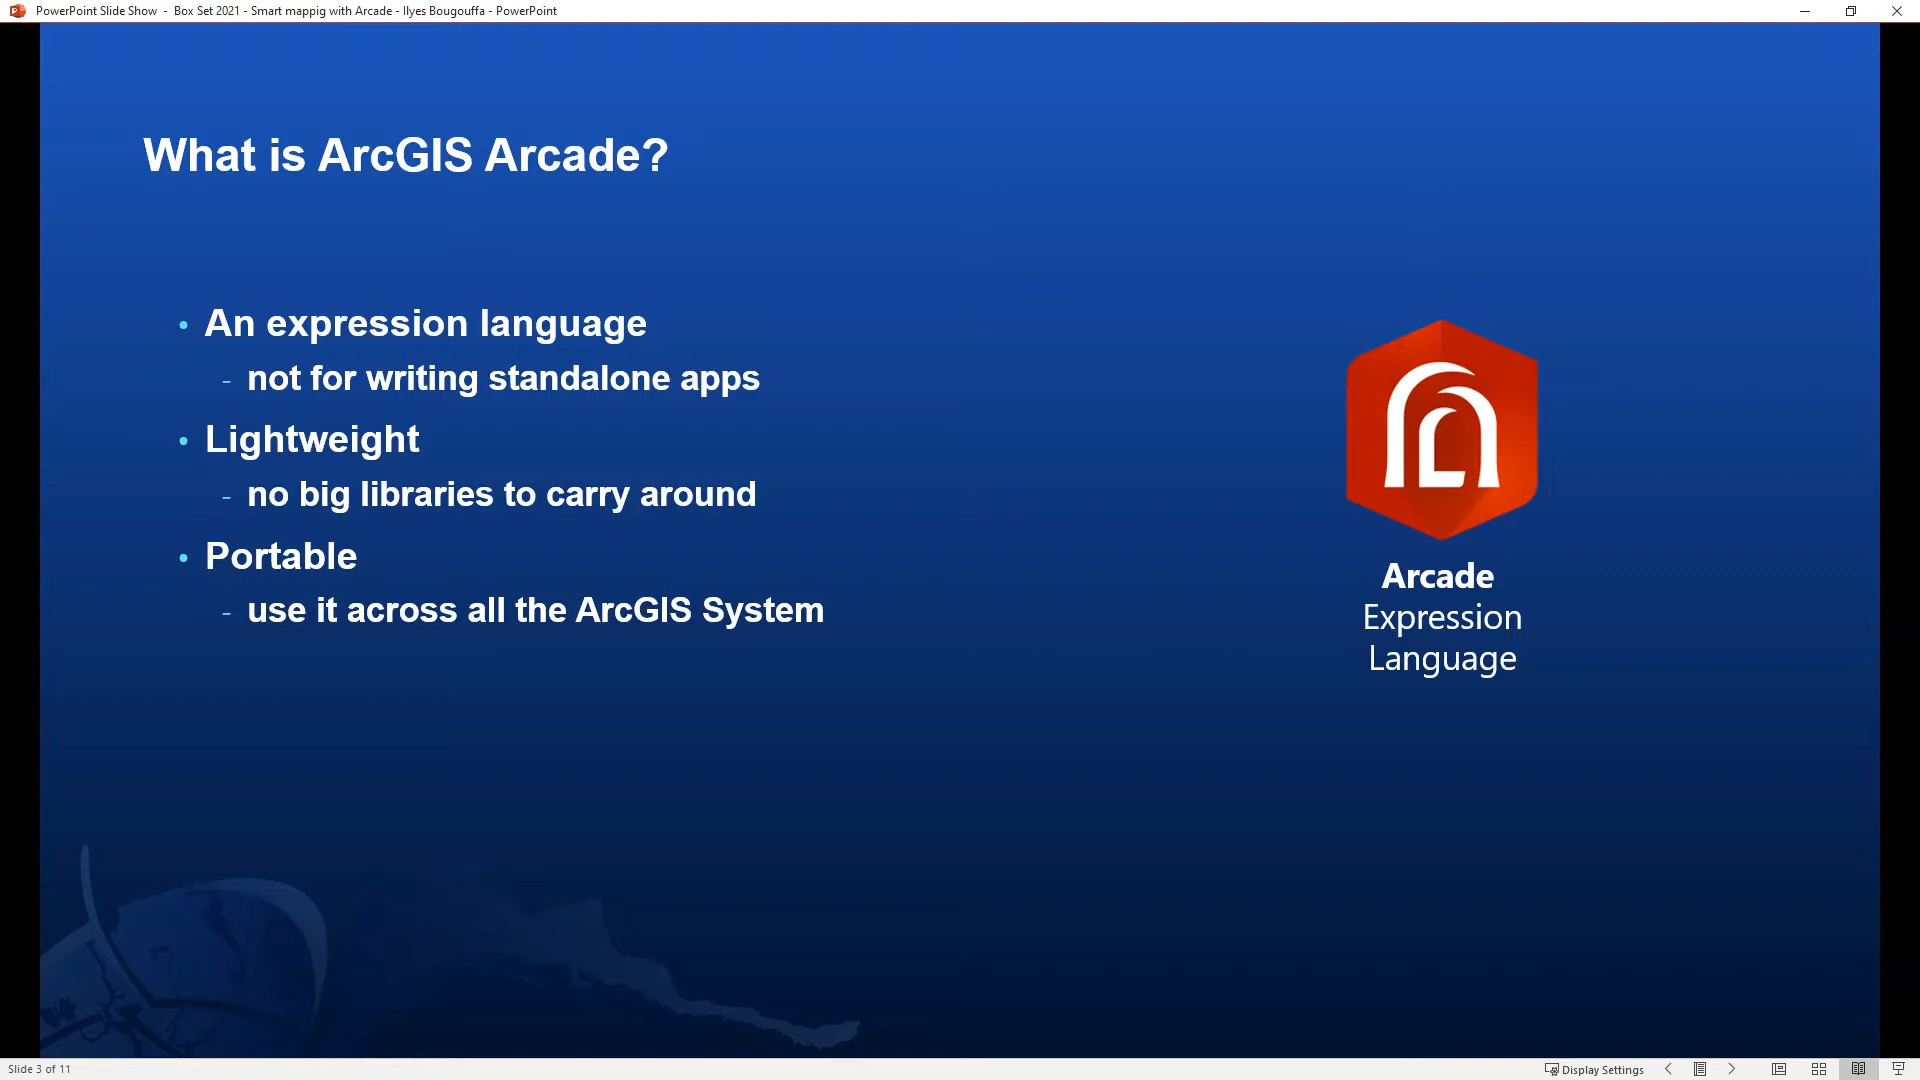 PowerPoint Slide Show - Box Set 2021 - Smart mappig with Arcade - Ilyes Bougouffa - PowerPoint
What is ArcGIS Arcade?
• An expression language
- not for writing standalone apps
• Lightweight
- no big libraries to carry around
• Portable
- use it across all the ArcGIS System
Arcade
Expression
Language
Slide 3 of 11
Display Settings